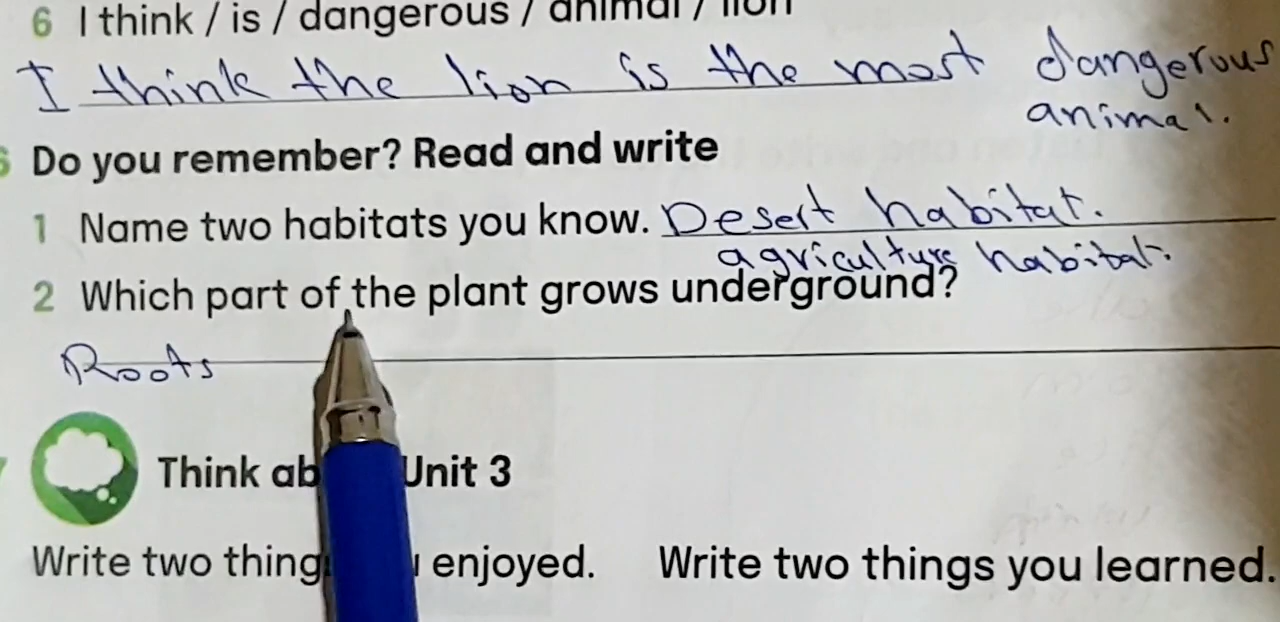 6 I think / is / dangerous / animal / lion
I think the lion is the most dangerous
animal.
Do you remember? Read and write
1 Name two habitats you know. Desert habitat.
agriculture habitat.
2 Which part of the plant grows underground?
Roots
Think ab Unit 3
Write two thing enjoyed. Write two things you learned.